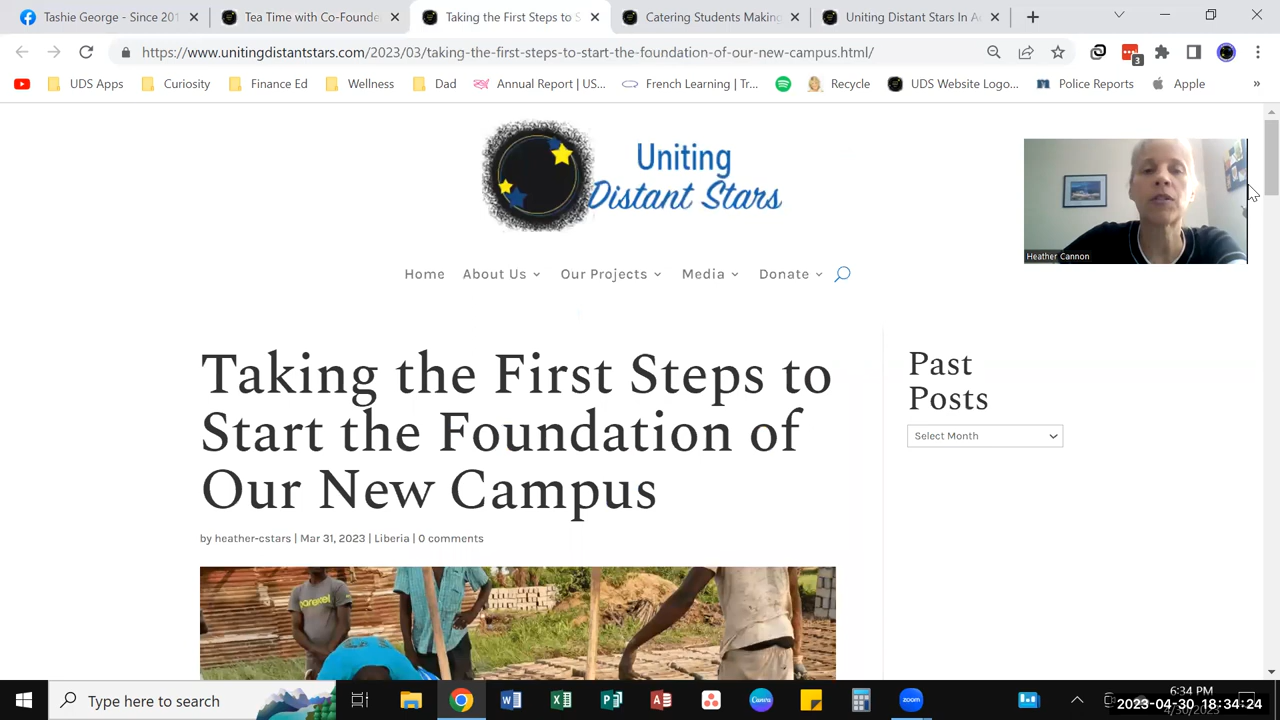 Tashie George - Since 201
Tea Time with Co-Founde
Taking the First Steps to S
Catering Students Making
Uniting Distant Stars In A
https://www.unitingdistantstars.com/2023/03/taking-the-first-steps-to-start-the-foundation-of-our-new-campus.html/
3
UDS Apps
Curiosity
Finance Ed
Wellness
Dad
Annual Report | US...
French Learning | Tr...
Recycle
UDS Website Logo...
Police Reports
Apple
»
Uniting
Distant Stars
Heather Cannon
Home
About Us
Our Projects
Media
Donate
Taking the First Steps to
Start the Foundation of
Our New Campus
by heather-cstars | Mar 31, 2023 | Liberia | 0 comments
Past
Posts
Select Month
Type here to search
zoom
6:34 PM
2023-04-30 18:34:24